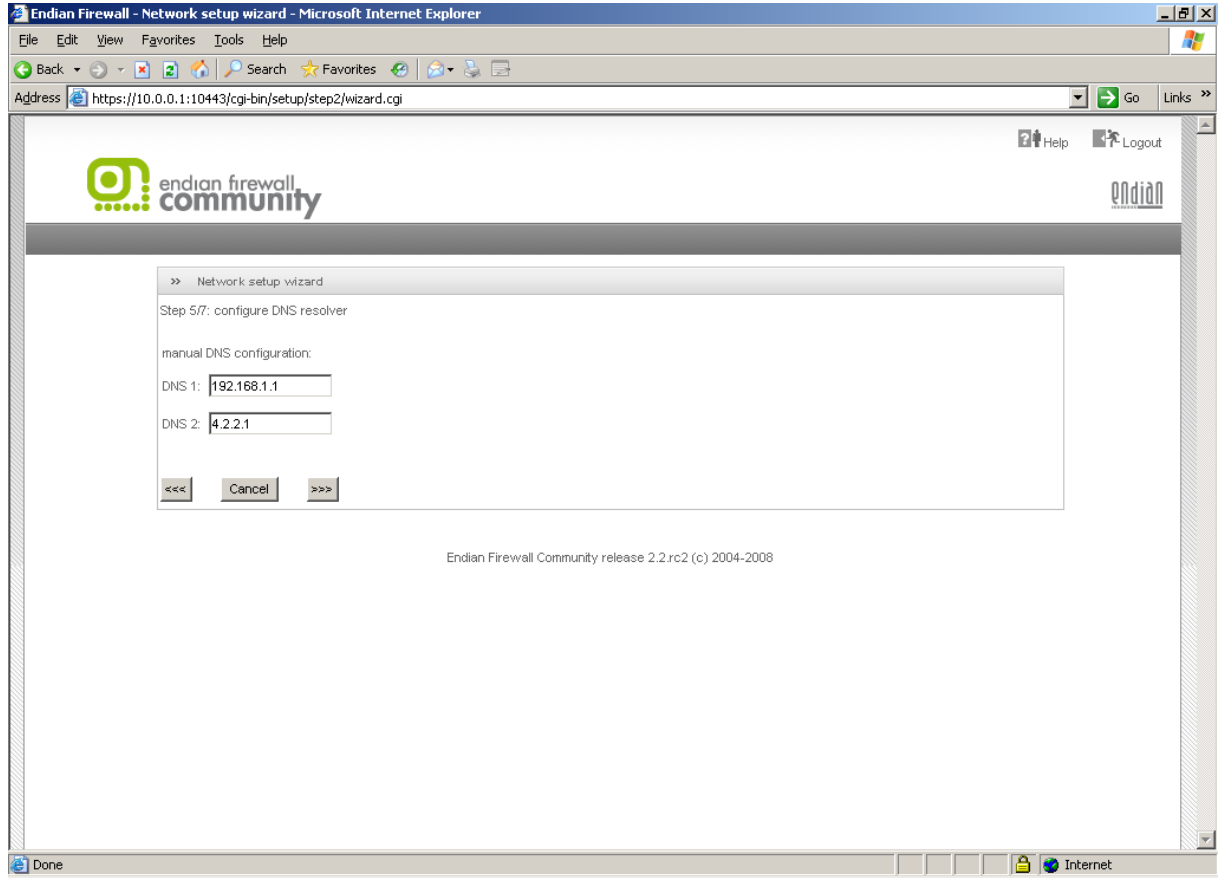 Endian Firewall - Network setup wizard - Microsoft Internet Explorer
File Edit View Favorites Tools Help
Back Search Favorites
Address https://10.0.0.1:10443/cgi-bin/setup/step2/wizard.cgi Go Links »
? Help Logout
endian firewall
community
endian
>> Network setup wizard
Step 5/7: configure DNS resolver
manual DNS configuration:
DNS 1: 192.168.1.1
DNS 2: 4.2.2.1
<<< Cancel >>>
Endian Firewall Community release 2.2.rc2 (c) 2004-2008
Done Internet